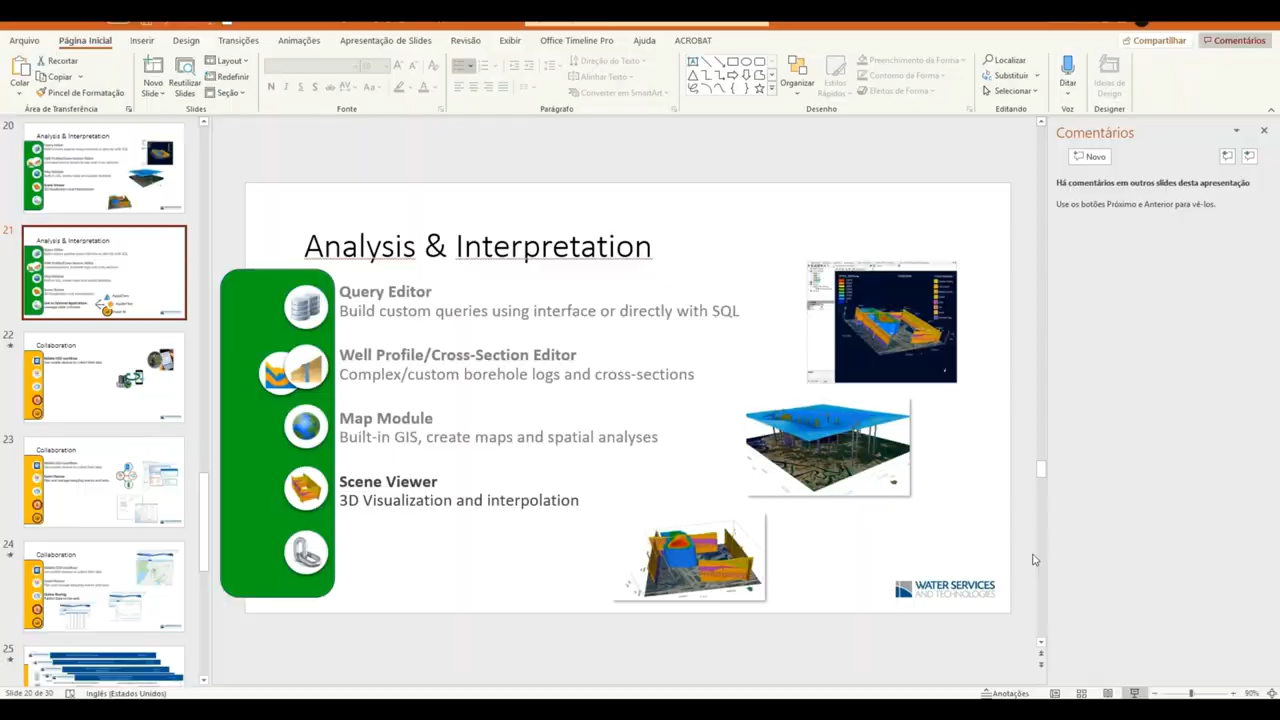 Arquivo Página Inicial Inserir Design Transições Animações Apresentação de Slides Revisão Exibir Office Timeline Pro Ajuda ACROBAT Compartilhar Comentários
Colar
Recortar
Copiar
Pincel de Formatação
Área de Transferência
Novo Slide
Reutilizar Slides
Layout
Redefinir
Seção
Slides
18
N I S S ab AV Aa A
Fonte
Direção do Texto
Alinhar Texto
Converter em SmartArt
Parágrafo
Organizar
Estilos Rápidos
Preenchimento da Forma
Contorno da Forma
Efeitos de Forma
Desenho
Localizar
Substituir
Selecionar
Editando
Ditar
Voz
Ideias de Design
Designer
20
Analysis & Interpretation
21
Analysis & Interpretation
22
Collaboration
23
Collaboration
24
Collaboration
25
Analysis & Interpretation
Query Editor
Build custom queries using interface or directly with SQL
Well Profile/Cross-Section Editor
Complex/custom borehole logs and cross-sections
Map Module
Built-in GIS, create maps and spatial analyses
Scene Viewer
3D Visualization and interpolation
WATER SERVICES
AND TECHNOLOGIES
Comentários
Novo
Há comentários em outros slides desta apresentação
Use os botões Próximo e Anterior para vê-los.
Slide 20 de 30 Inglês (Estados Unidos) Anotações 90%